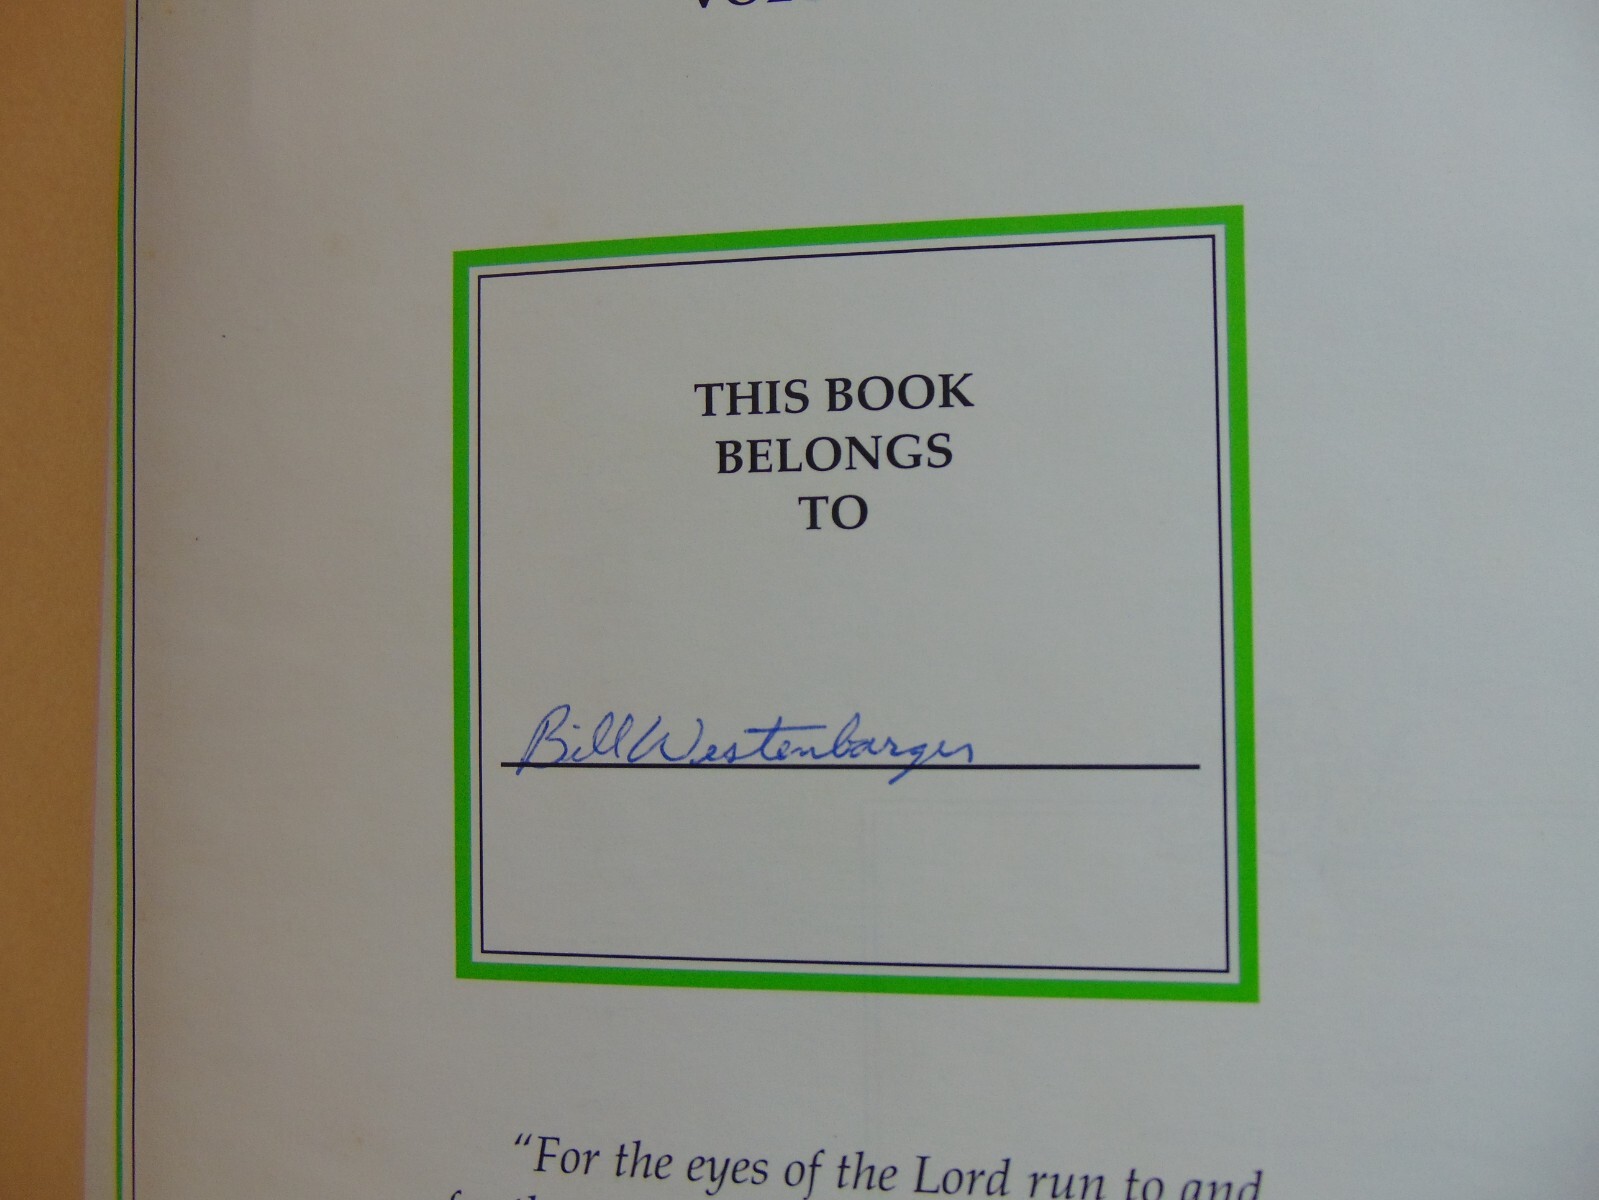 THIS BOOK
BELONGS
TO
Bill Westenbarger
"For the eyes of the Lord run to and